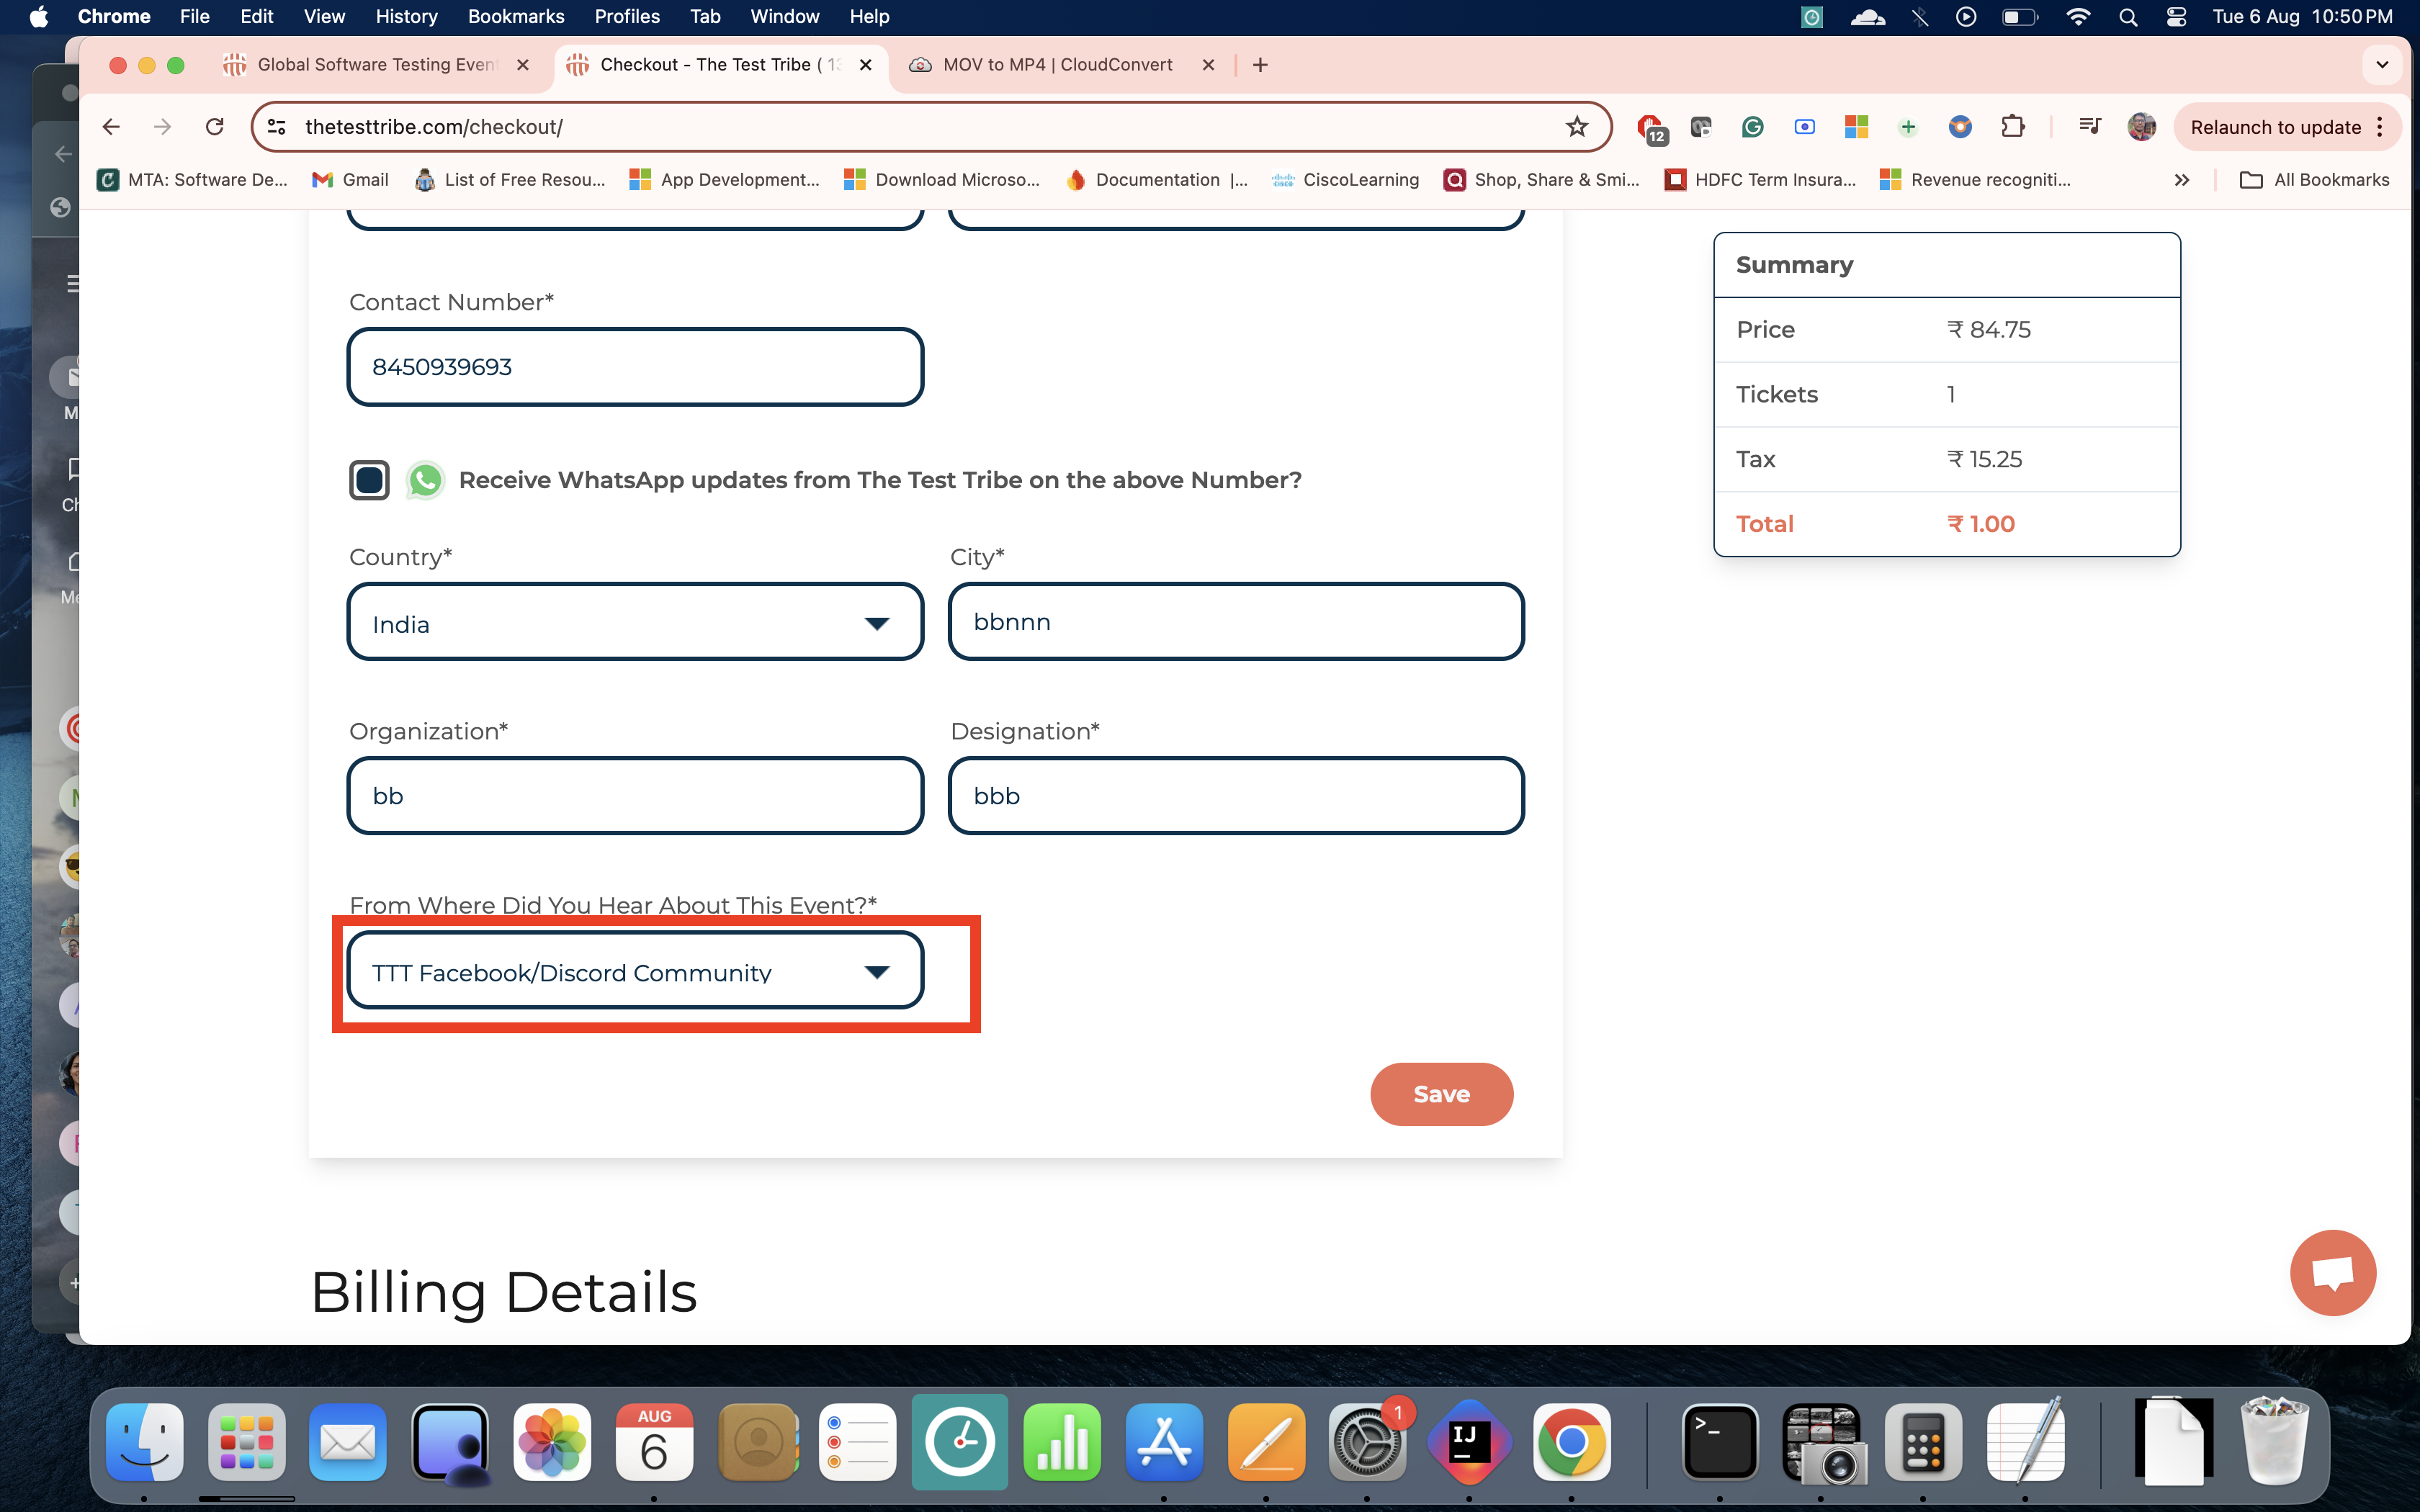 Chrome File Edit View History Bookmarks Profiles Tab Window Help Tue 6 Aug 10:50 PM
Global Software Testing Even Checkout - The Test Tribe ( 13 MOV to MP4 | CloudConvert
thetesttribe.com/checkout/ 12 Relaunch to update
MTA: Software De... Gmail List of Free Resou... App Development... Download Microso... Documentation |... CiscoLearning Shop, Share & Smi... HDFC Term Insura... Revenue recogniti... All Bookmarks
Summary
Price ₹ 84.75
Tickets 1
Tax ₹ 15.25
Total ₹ 1.00
Contact Number*
8450939693
Receive WhatsApp updates from The Test Tribe on the above Number?
Country* City*
India bbnnn
Organization* Designation*
bb bbb
From Where Did You Hear About This Event?*
TTT Facebook/Discord Community
Save
Billing Details
AUG
6
1
IJ